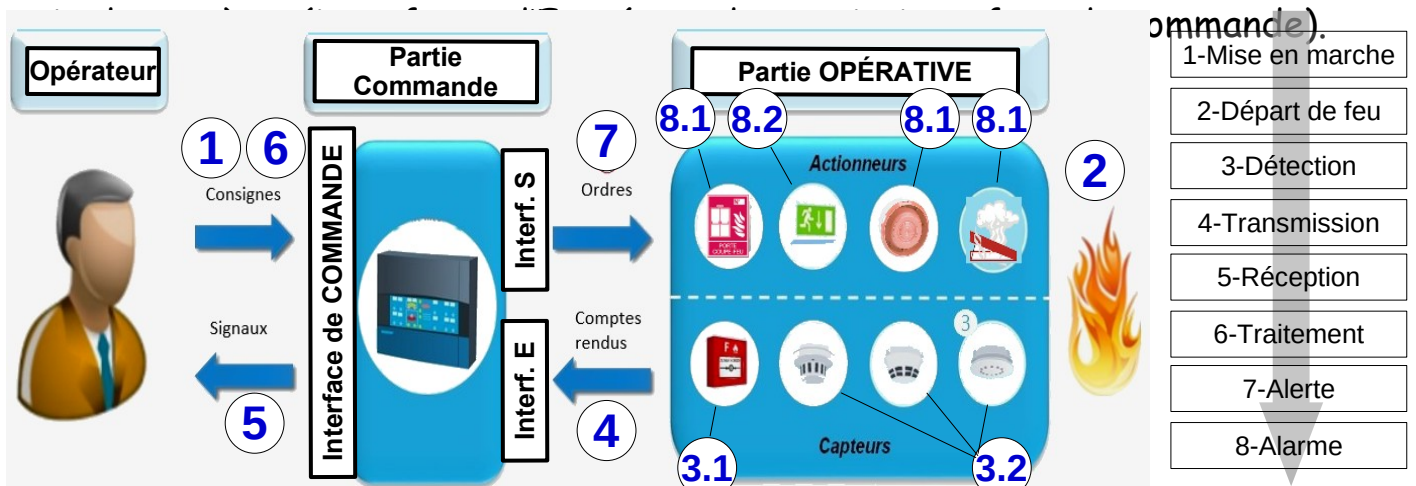 ommande).
Opérateur
Partie
Commande
Partie OPÉRATIVE
1
6
Consignes
Signaux
5
Interface de COMMANDE
Interf. S
Interf. E
7
Ordres
Comptes
rendus
4
8.1
8.2
8.1
8.1
Actionneurs
PORTE
COUPE-FEU
2
3
Capteurs
3.1
3.2
1-Mise en marche
2-Départ de feu
3-Détection
4-Transmission
5-Réception
6-Traitement
7-Alerte
8-Alarme